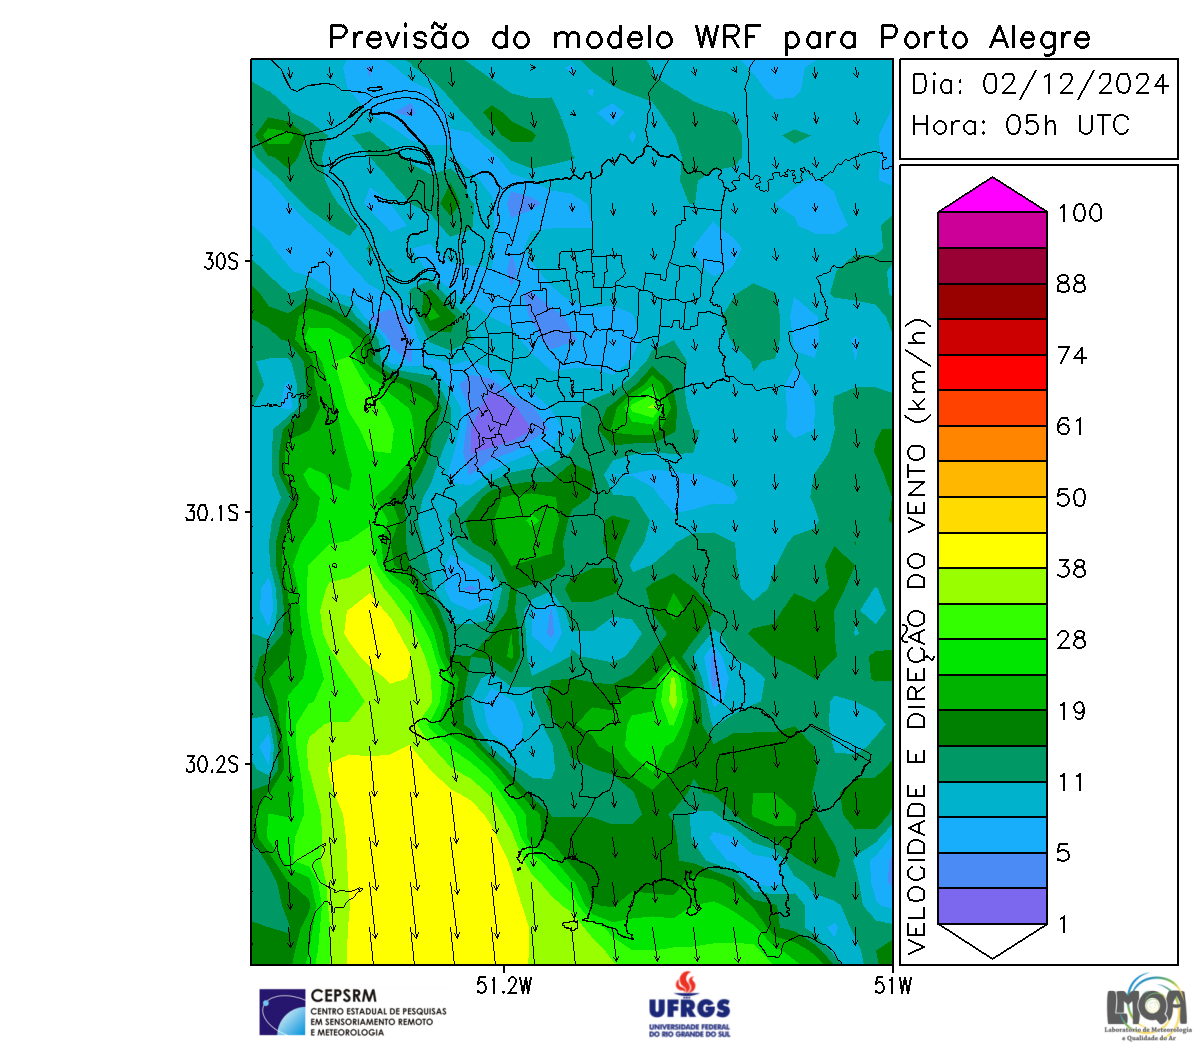 Previsão do modelo WRF para Porto Alegre
Dia: 02/12/2024
Hora: 05h UTC
30S
30.1S
30.2S
51.2W
51W
VELOCIDADE E DIREÇÃO DO VENTO (km/h)
100
88
74
61
50
38
28
19
11
5
1
CEPSRM
CENTRO ESTADUAL DE PESQUISAS
EM SENSORIAMENTO REMOTO
E METEOROLOGIA
UFRGS
UNIVERSIDADE FEDERAL
DO RIO GRANDE DO SUL
LMQA
Laboratório de Meteorologia
e Qualidade do Ar